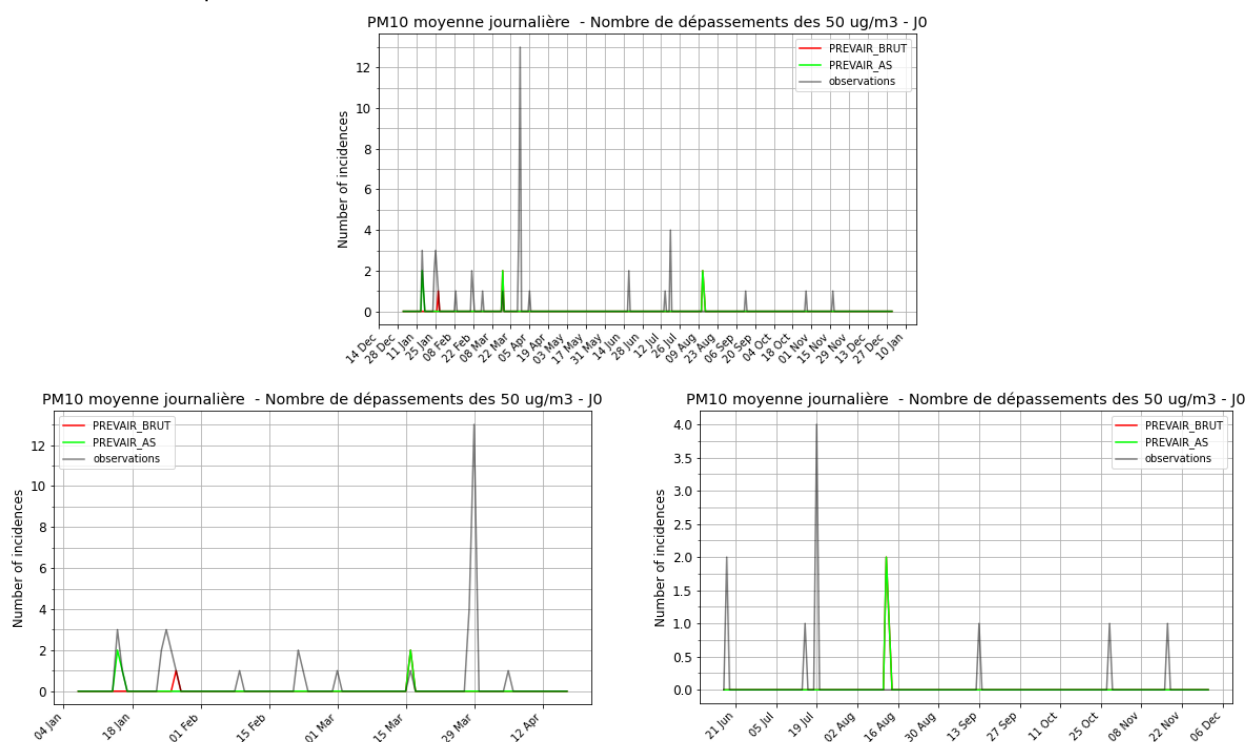 PM10 moyenne journalière - Nombre de dépassements des 50 ug/m3 - J0
PREVAIR_BRUT
PREVAIR_AS
observations
Number of incidences
12
10
8
6
4
2
0
14 Dec
28 Dec
11 Jan
25 Jan
08 Feb
22 Feb
08 Mar
22 Mar
05 Apr
19 Apr
03 May
17 May
31 May
14 Jun
28 Jun
12 Jul
26 Jul
09 Aug
23 Aug
06 Sep
20 Sep
04 Oct
18 Oct
01 Nov
15 Nov
29 Nov
13 Dec
27 Dec
10 Jan
PM10 moyenne journalière - Nombre de dépassements des 50 ug/m3 - J0
PREVAIR_BRUT
PREVAIR_AS
observations
Number of incidences
12
10
8
6
4
2
0
04 Jan
18 Jan
01 Feb
15 Feb
01 Mar
15 Mar
29 Mar
12 Apr
PM10 moyenne journalière - Nombre de dépassements des 50 ug/m3 - J0
PREVAIR_BRUT
PREVAIR_AS
observations
Number of incidences
4.0
3.5
3.0
2.5
2.0
1.5
1.0
0.5
0.0
21 Jun
05 Jul
19 Jul
02 Aug
16 Aug
30 Aug
13 Sep
27 Sep
11 Oct
25 Oct
08 Nov
22 Nov
06 Dec